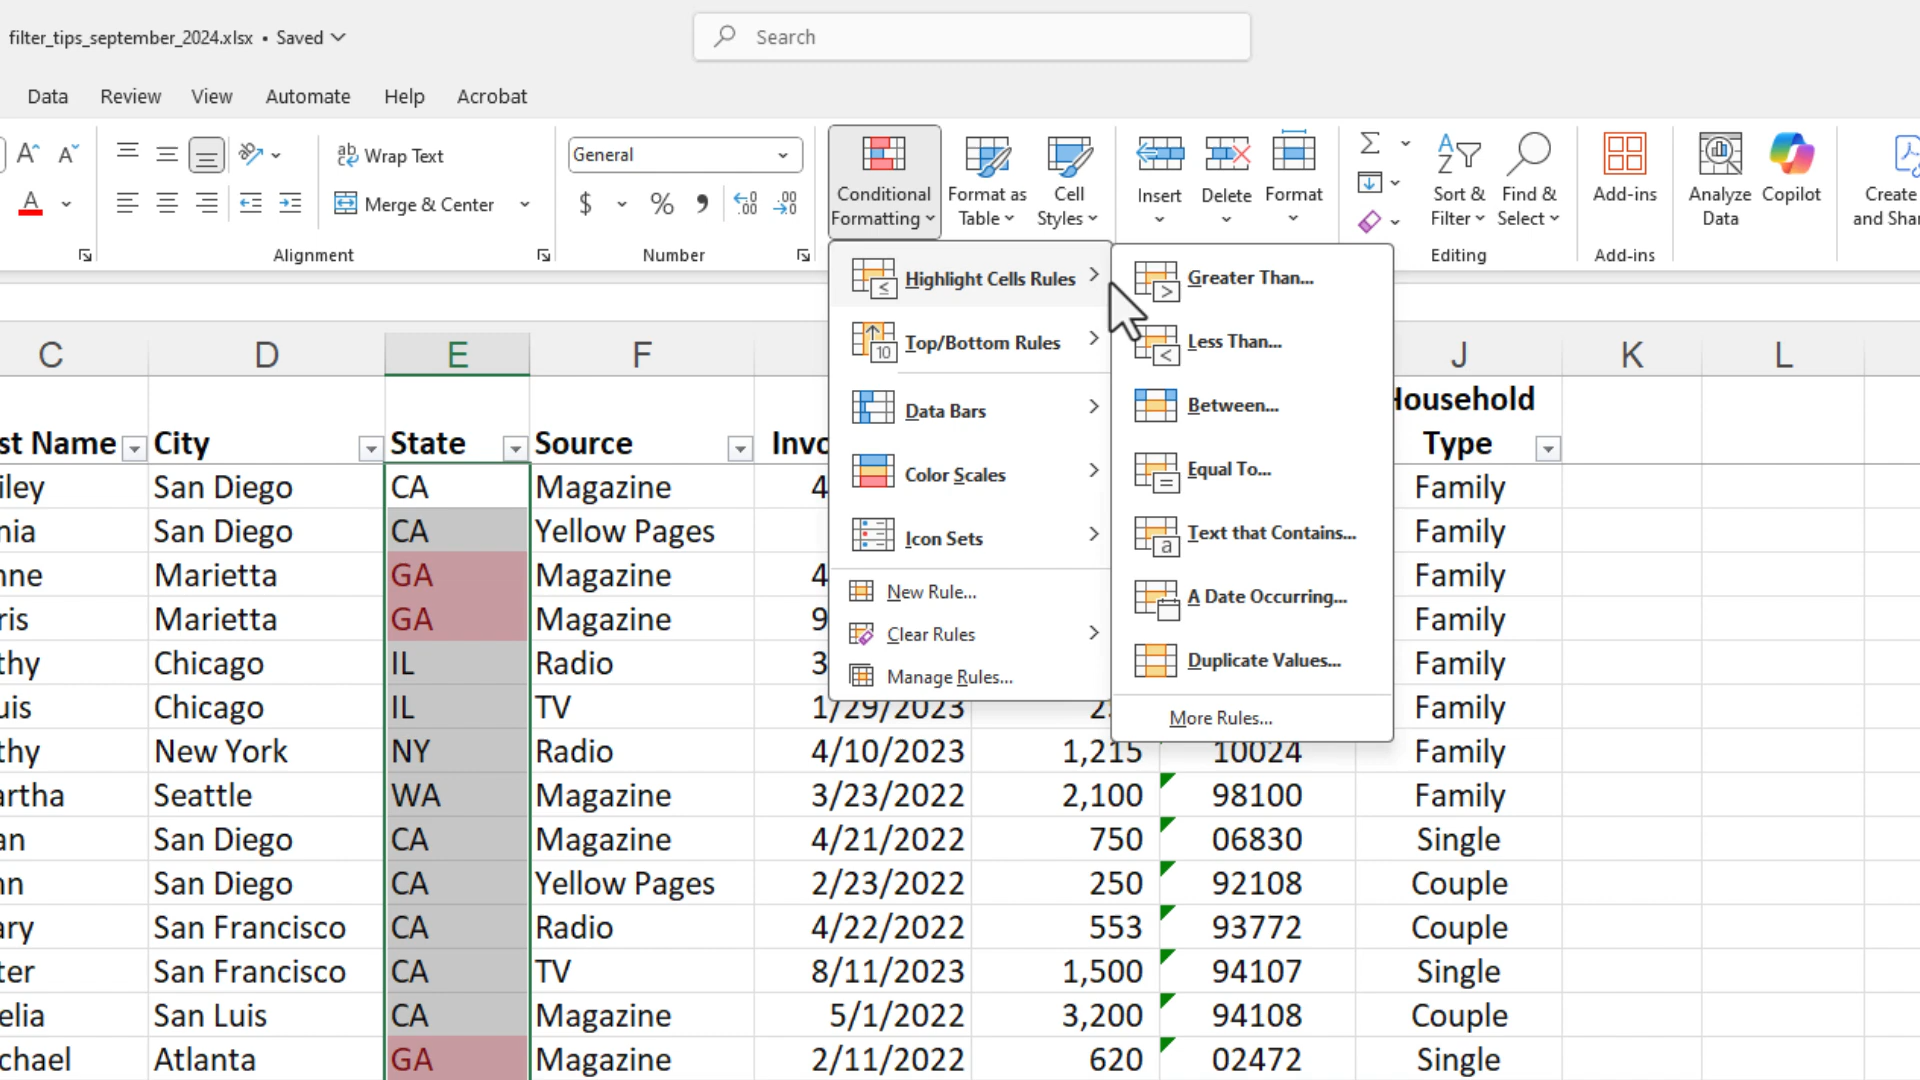 filter_tips_september_2024.xlsx • Saved
Search
Data Review View Automate Help Acrobat
A A ab Wrap Text General
A Merge & Center $ % ,
Conditional Formatting
Format as Table
Cell Styles
Insert
Delete
Format
Sort & Filter
Find & Select
Add-ins
Analyze Data
Copilot
Create
Alignment Number Editing Add-ins
Highlight Cells Rules
Top/Bottom Rules
Data Bars
Color Scales
Icon Sets
New Rule...
Clear Rules
Manage Rules...
Greater Than...
Less Than...
Between...
Equal To...
Text that Contains...
A Date Occurring...
Duplicate Values...
More Rules...
C D E F J K L
City State Source Type
San Diego CA Magazine 4 Family
San Diego CA Yellow Pages Family
Marietta GA Magazine 4 Family
Marietta GA Magazine 9 Family
Chicago IL Radio 3 Family
Chicago IL TV 1/29/2023 Family
New York NY Radio 4/10/2023 1,215 10024 Family
Seattle WA Magazine 3/23/2022 2,100 98100 Family
San Diego CA Magazine 4/21/2022 750 06830 Single
San Diego CA Yellow Pages 2/23/2022 250 92108 Couple
San Francisco CA Radio 4/22/2022 553 93772 Couple
San Francisco CA TV 8/11/2023 1,500 94107 Single
San Luis CA Magazine 5/1/2022 3,200 94108 Couple
Atlanta GA Magazine 2/11/2022 620 02472 Single